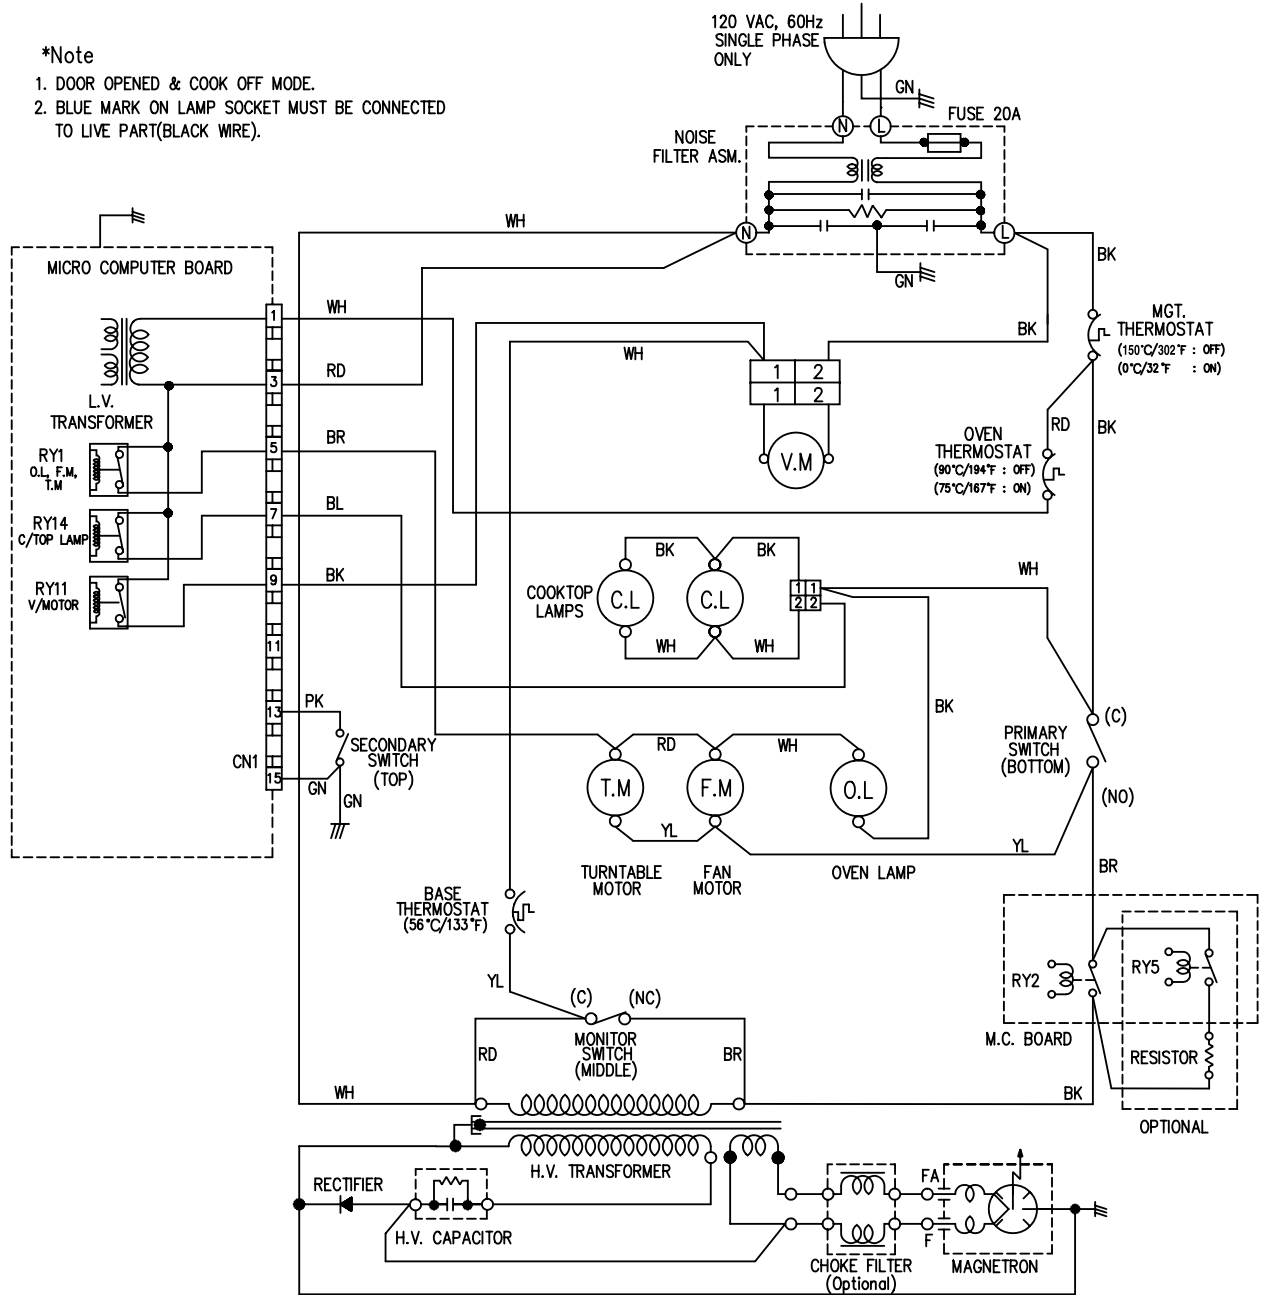 120 VAC, 60Hz
SINGLE PHASE
ONLY
*Note
1. DOOR OPENED & COOK OFF MODE.
2. BLUE MARK ON LAMP SOCKET MUST BE CONNECTED
TO LIVE PART(BLACK WIRE).
GN
FUSE 20A
N
L
NOISE
FILTER ASM.
WH
N
L
GN
BK
MICRO COMPUTER BOARD
1
WH
MGT.
THERMOSTAT
(150°C/302°F : OFF)
(0°C/32°F : ON)
BK
WH
3
RD
1 2
1 2
L.V.
TRANSFORMER
RD
BK
5
BR
OVEN
THERMOSTAT
(90°C/194°F : OFF)
(75°C/167°F : ON)
V.M
RY1
O.L, F.M,
T.M
7
BL
RY14
C/TOP LAMP
BK
BK
WH
9
BK
RY11
V/MOTOR
COOKTOP
LAMPS
C.L
C.L
1 1
2 2
WH
WH
11
PK
13
BK
(C)
SECONDARY
SWITCH
(TOP)
RD
WH
PRIMARY
SWITCH
(BOTTOM)
CN1
15
GN
GN
T.M
F.M
O.L
(NO)
YL
YL
TURNTABLE
MOTOR
FAN
MOTOR
OVEN LAMP
BR
BASE
THERMOSTAT
(56°C/133°F)
YL
(C)
(NC)
RY2
RY5
MONITOR
SWITCH
(MIDDLE)
RD
BR
M.C. BOARD
RESISTOR
WH
BK
OPTIONAL
H.V. TRANSFORMER
RECTIFIER
FA
H.V. CAPACITOR
F
CHOKE FILTER
(Optional)
MAGNETRON